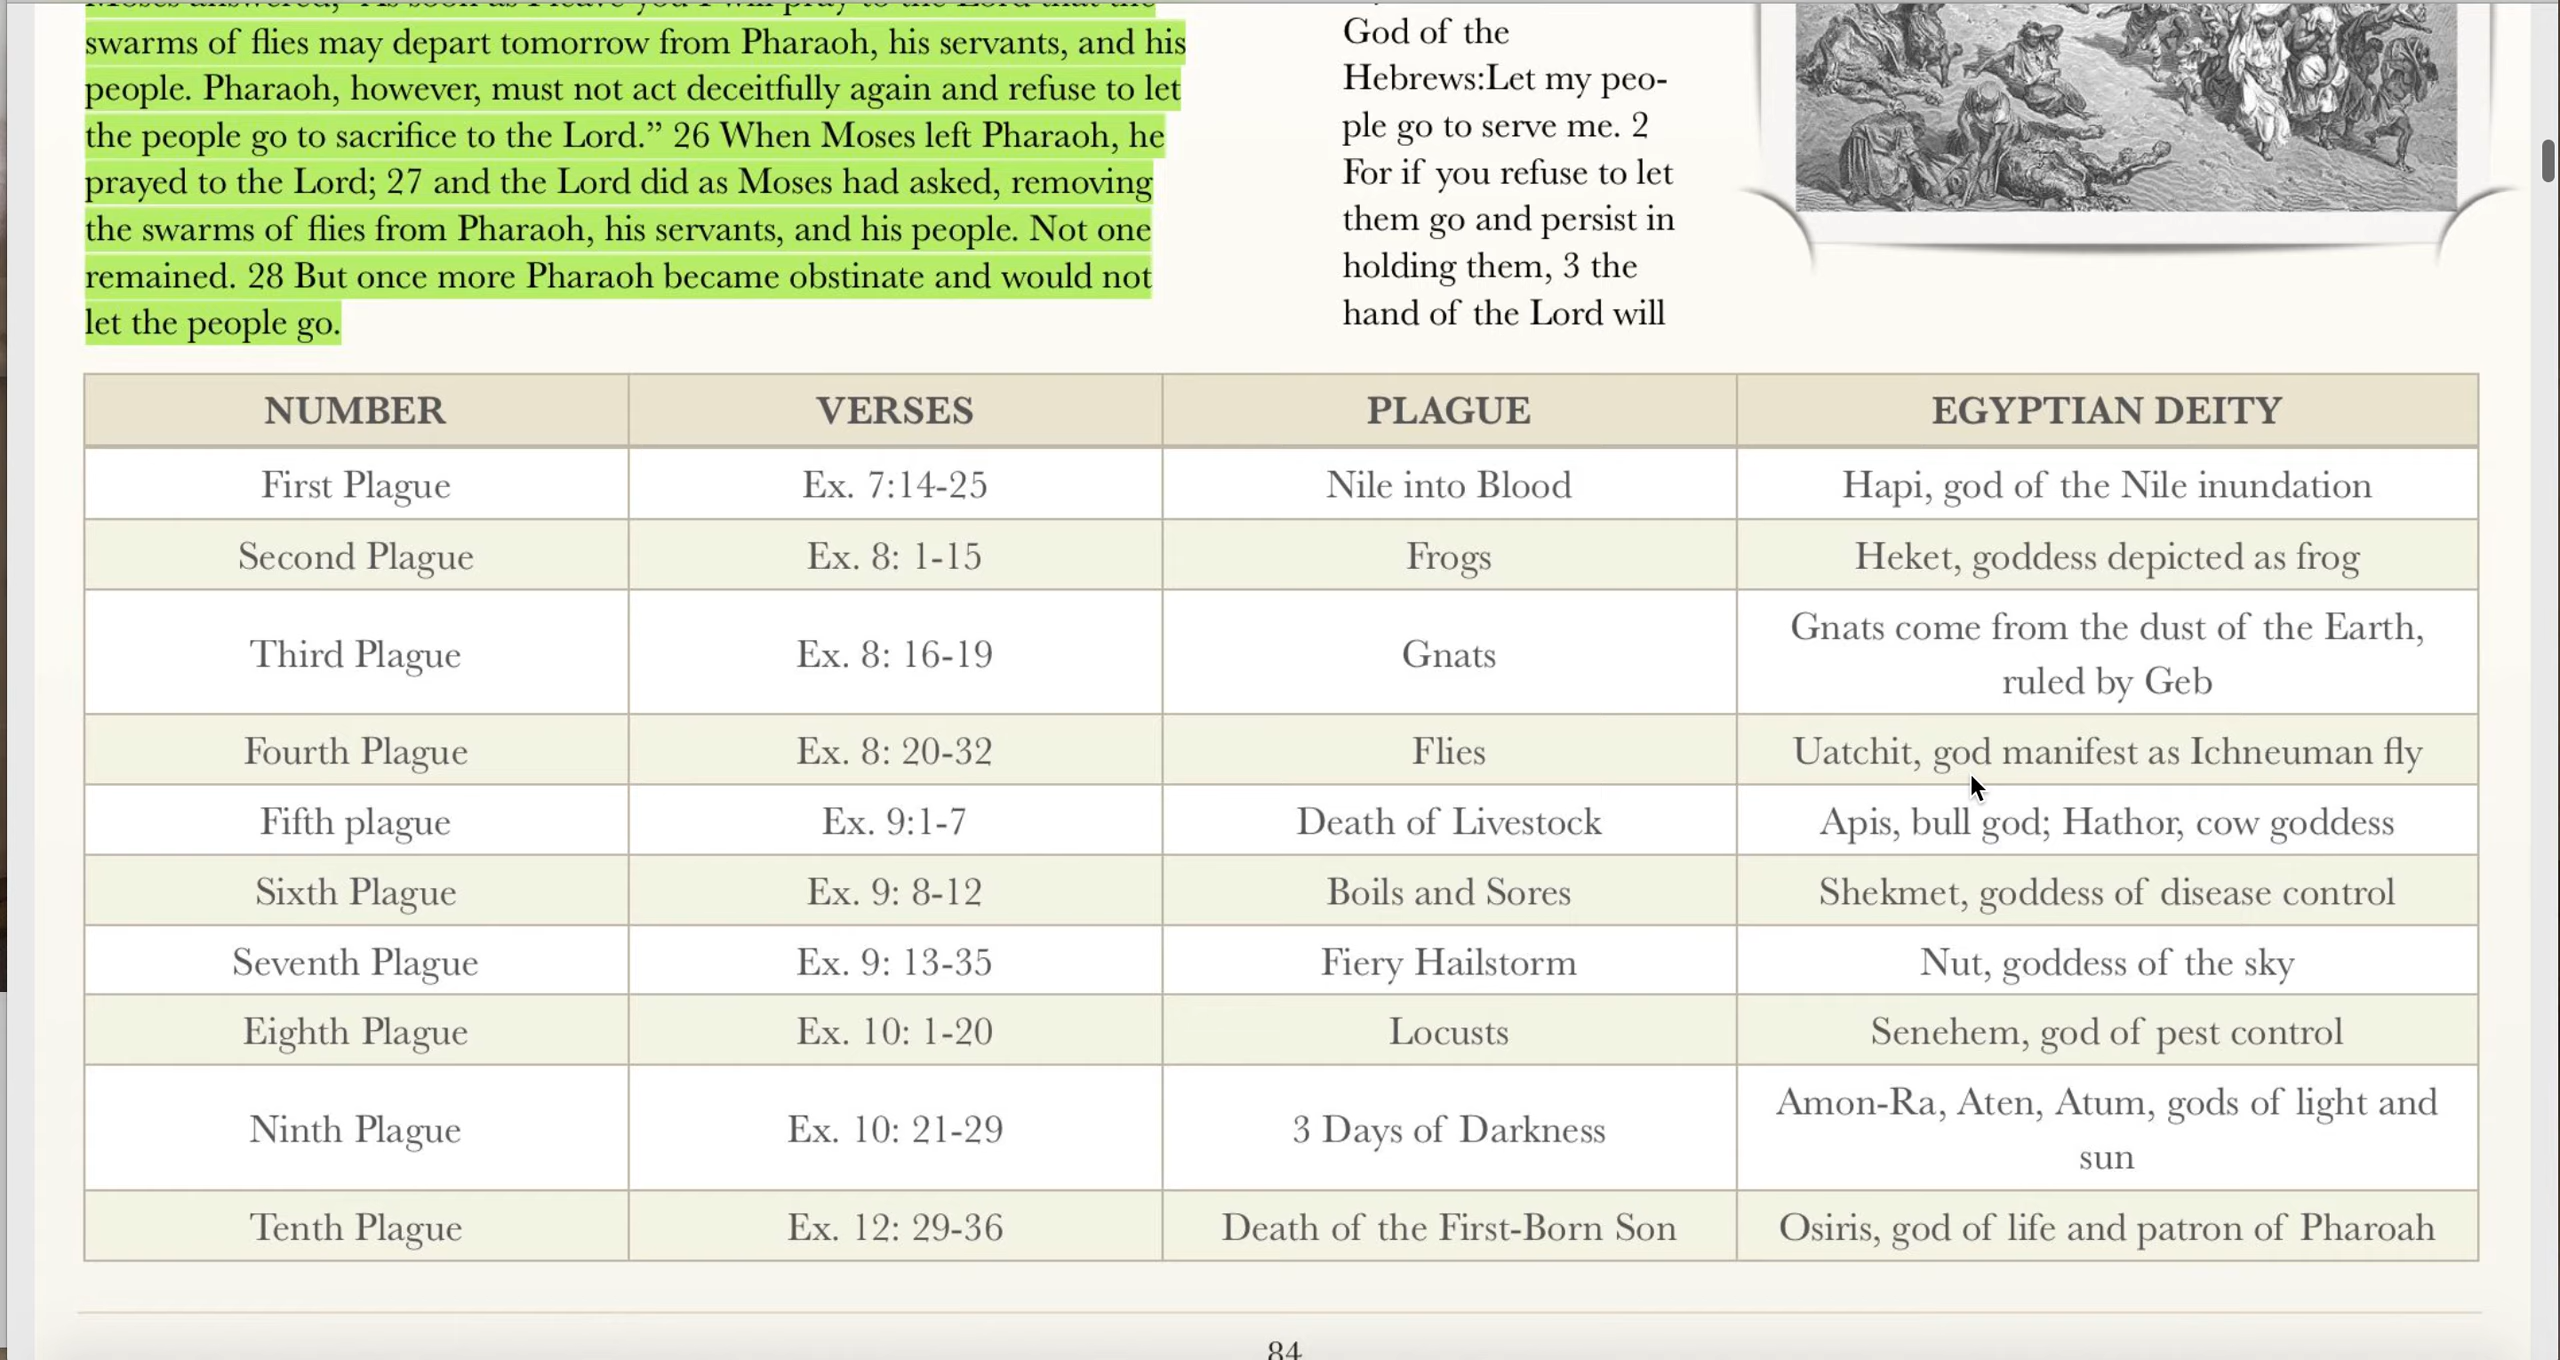 Moses answered, “As soon as I leave you I will pray to the Lord that the
swarms of flies may depart tomorrow from Pharaoh, his servants, and his
people. Pharaoh, however, must not act deceitfully again and refuse to let
the people go to sacrifice to the Lord.” 26 When Moses left Pharaoh, he
prayed to the Lord; 27 and the Lord did as Moses had asked, removing
the swarms of flies from Pharaoh, his servants, and his people. Not one
remained. 28 But once more Pharaoh became obstinate and would not
let the people go.
God of the
Hebrews:Let my peo-
ple go to serve me. 2
For if you refuse to let
them go and persist in
holding them, 3 the
hand of the Lord will
NUMBER VERSES PLAGUE EGYPTIAN DEITY
First Plague Ex. 7:14-25 Nile into Blood Hapi, god of the Nile inundation
Second Plague Ex. 8: 1-15 Frogs Heket, goddess depicted as frog
Third Plague Ex. 8: 16-19 Gnats Gnats come from the dust of the Earth,
ruled by Geb
Fourth Plague Ex. 8: 20-32 Flies Uatchit, god manifest as Ichneuman fly
Fifth plague Ex. 9:1-7 Death of Livestock Apis, bull god; Hathor, cow goddess
Sixth Plague Ex. 9: 8-12 Boils and Sores Shekmet, goddess of disease control
Seventh Plague Ex. 9: 13-35 Fiery Hailstorm Nut, goddess of the sky
Eighth Plague Ex. 10: 1-20 Locusts Senehem, god of pest control
Ninth Plague Ex. 10: 21-29 3 Days of Darkness Amon-Ra, Aten, Atum, gods of light and
sun
Tenth Plague Ex. 12: 29-36 Death of the First-Born Son Osiris, god of life and patron of Pharoah
84